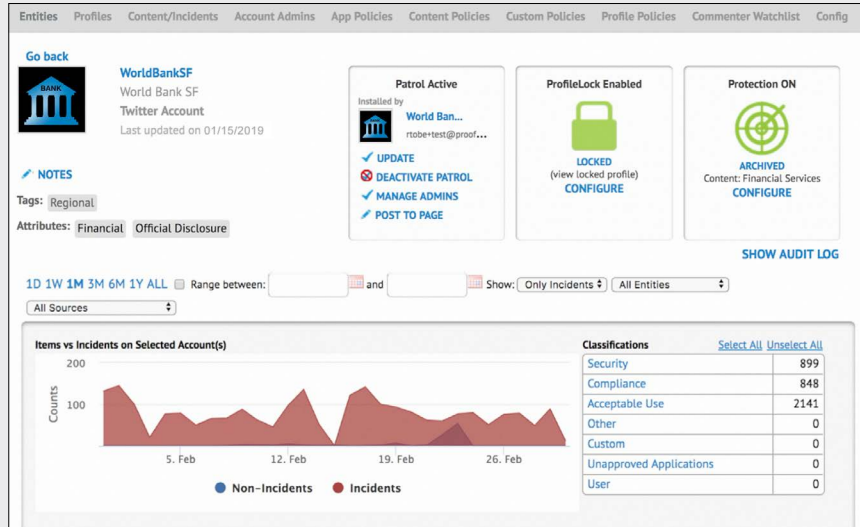 Entities Profiles Content/Incidents Account Admins App Policies Content Policies Custom Policies Profile Policies Commenter Watchlist Config
Go back
BANK
WorldBankSF
World Bank SF
Twitter Account
Last updated on 01/15/2019
NOTES
Tags: Regional
Attributes: Financial Official Disclosure
Patrol Active
Installed by
World Ban...
rtobe+test@proof...
UPDATE
DEACTIVATE PATROL
MANAGE ADMINS
POST TO PAGE
ProfileLock Enabled
LOCKED
(view locked profile)
CONFIGURE
Protection ON
ARCHIVED
Content: Financial Services
CONFIGURE
SHOW AUDIT LOG
1D 1W 1M 3M 6M 1Y ALL Range between: and Show: Only Incidents All Entities
All Sources
Items vs Incidents on Selected Account(s)
200
100
Counts
5. Feb 12. Feb 19. Feb 26. Feb
Non-Incidents Incidents
Classifications Select All Unselect All
Security 899
Compliance 848
Acceptable Use 2141
Other 0
Custom 0
Unapproved Applications 0
User 0